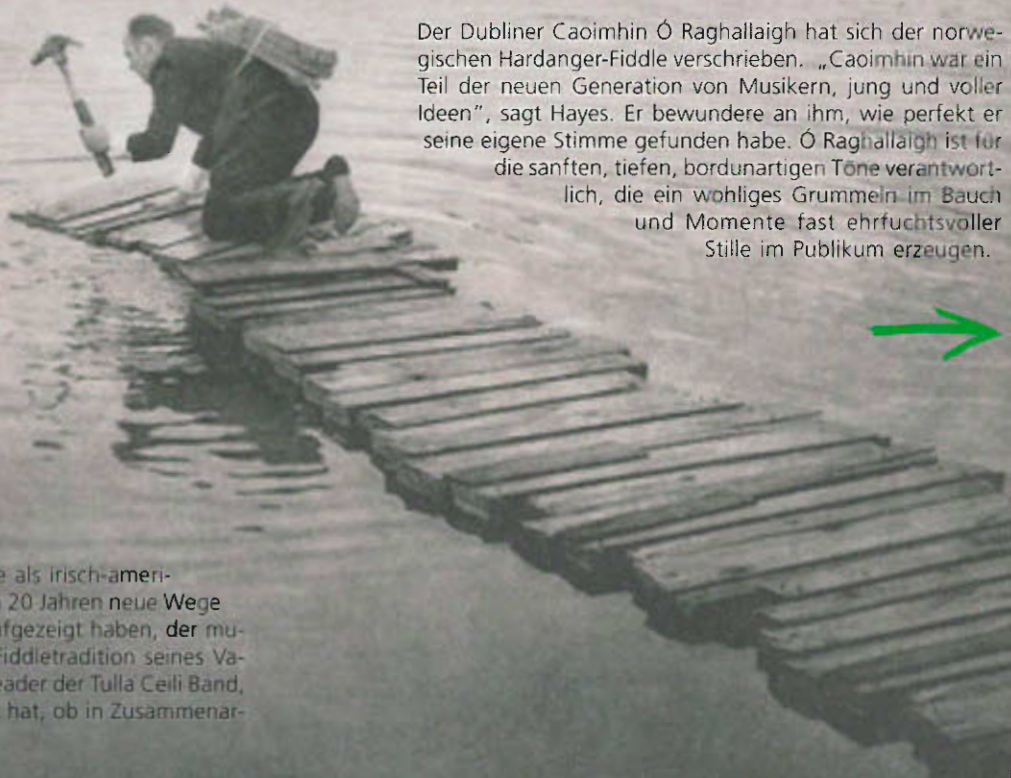 Der Dubliner Caoimhin Ó Raghallaigh hat sich der norwe-
gischen Hardanger-Fiddle verschrieben. „Caoimhin war ein
Teil der neuen Generation von Musikern, jung und voller
Ideen", sagt Hayes. Er bewundere an ihm, wie perfekt er
seine eigene Stimme gefunden habe. Ó Raghallaigh ist für
die sanften, tiefen, bordunartigen Töne verantwort-
lich, die ein wohliges Grummeln im Bauch
und Momente fast ehrfuchtsvoller
Stille im Publikum erzeugen.
e als irisch-ameri-
20 Jahren neue Wege
fgezeigt haben, der mu-
iddletradition seines Va-
eader der Tulla Ceili Band,
hat, ob in Zusammenar-